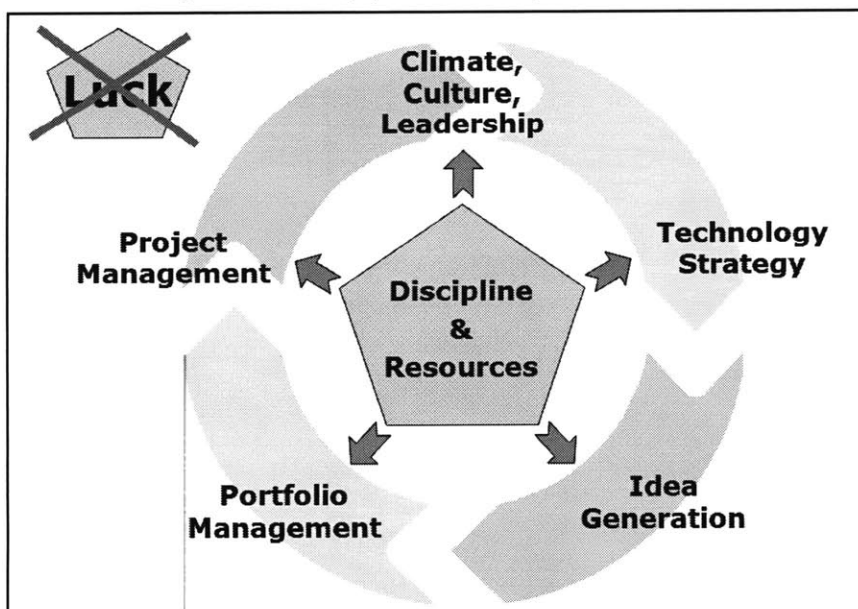 Luck
Climate,
Culture,
Leadership
Project
Management
Technology
Strategy
Discipline
&
Resources
Portfolio
Management
Idea
Generation